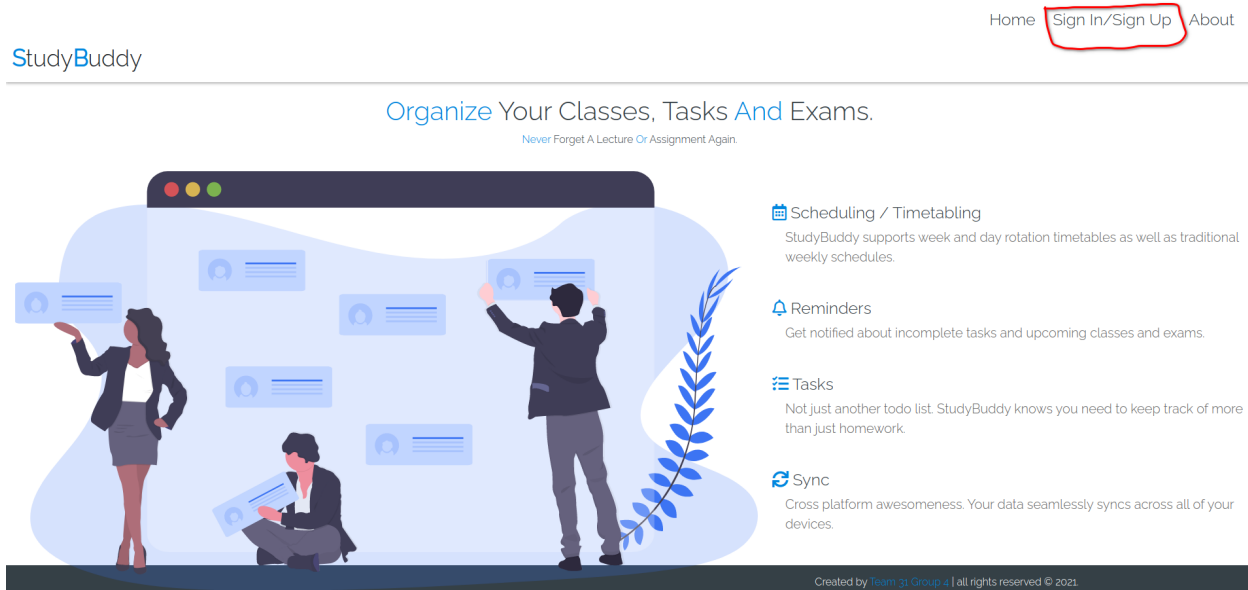 Home Sign In/Sign Up About
StudyBuddy
Organize Your Classes, Tasks And Exams.
Never Forget A Lecture Or Assignment Again.
Scheduling / Timetabling
StudyBuddy supports week and day rotation timetables as well as traditional
weekly schedules.
Reminders
Get notified about incomplete tasks and upcoming classes and exams.
Tasks
Not just another todo list. StudyBuddy knows you need to keep track of more
than just homework.
Sync
Cross platform awesomeness. Your data seamlessly syncs across all of your
devices.
Created by Team 31 Group 4 | all rights reserved © 2021.